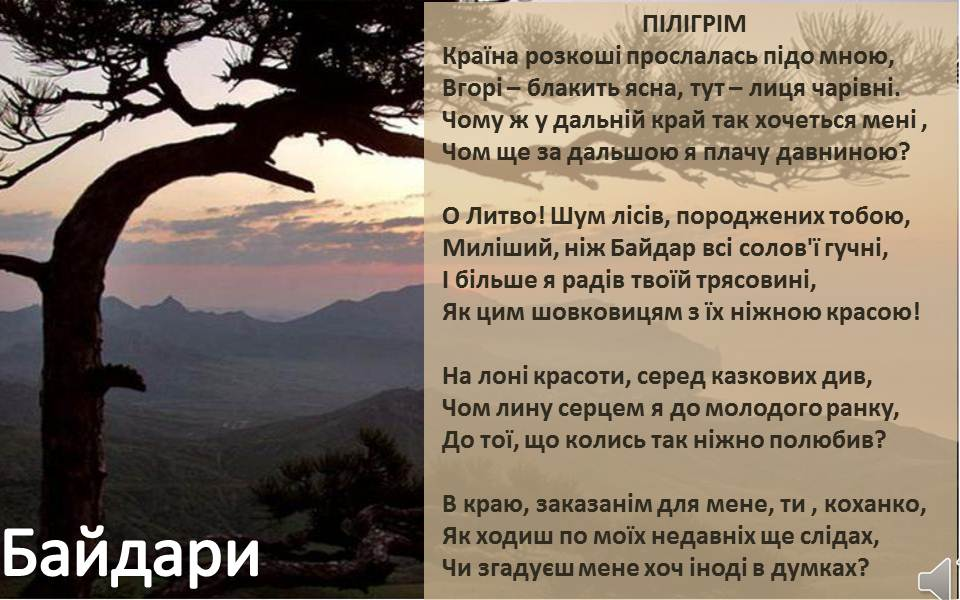 ПІЛІГРІМ
Країна розкоші прослалась підо мною,
Вгорі – блакить ясна, тут – лиця чарівні.
Чому ж у дальній край так хочеться мені ,
Чом ще за дальшою я плачу давниною?
О Литво! Шум лісів, породжених тобою,
Миліший, ніж Байдар всі солов'ї гучні,
І більше я радів твоїй трясовині,
Як цим шовковицям з їх ніжною красою!
На лоні красоти, серед казкових див,
Чом лину серцем я до молодого ранку,
До тої, що колись так ніжно полюбив?
В краю, заказанім для мене, ти , коханко,
Як ходиш по моїх недавніх ще слідах,
Чи згадуєш мене хоч іноді в думках?
Байдари